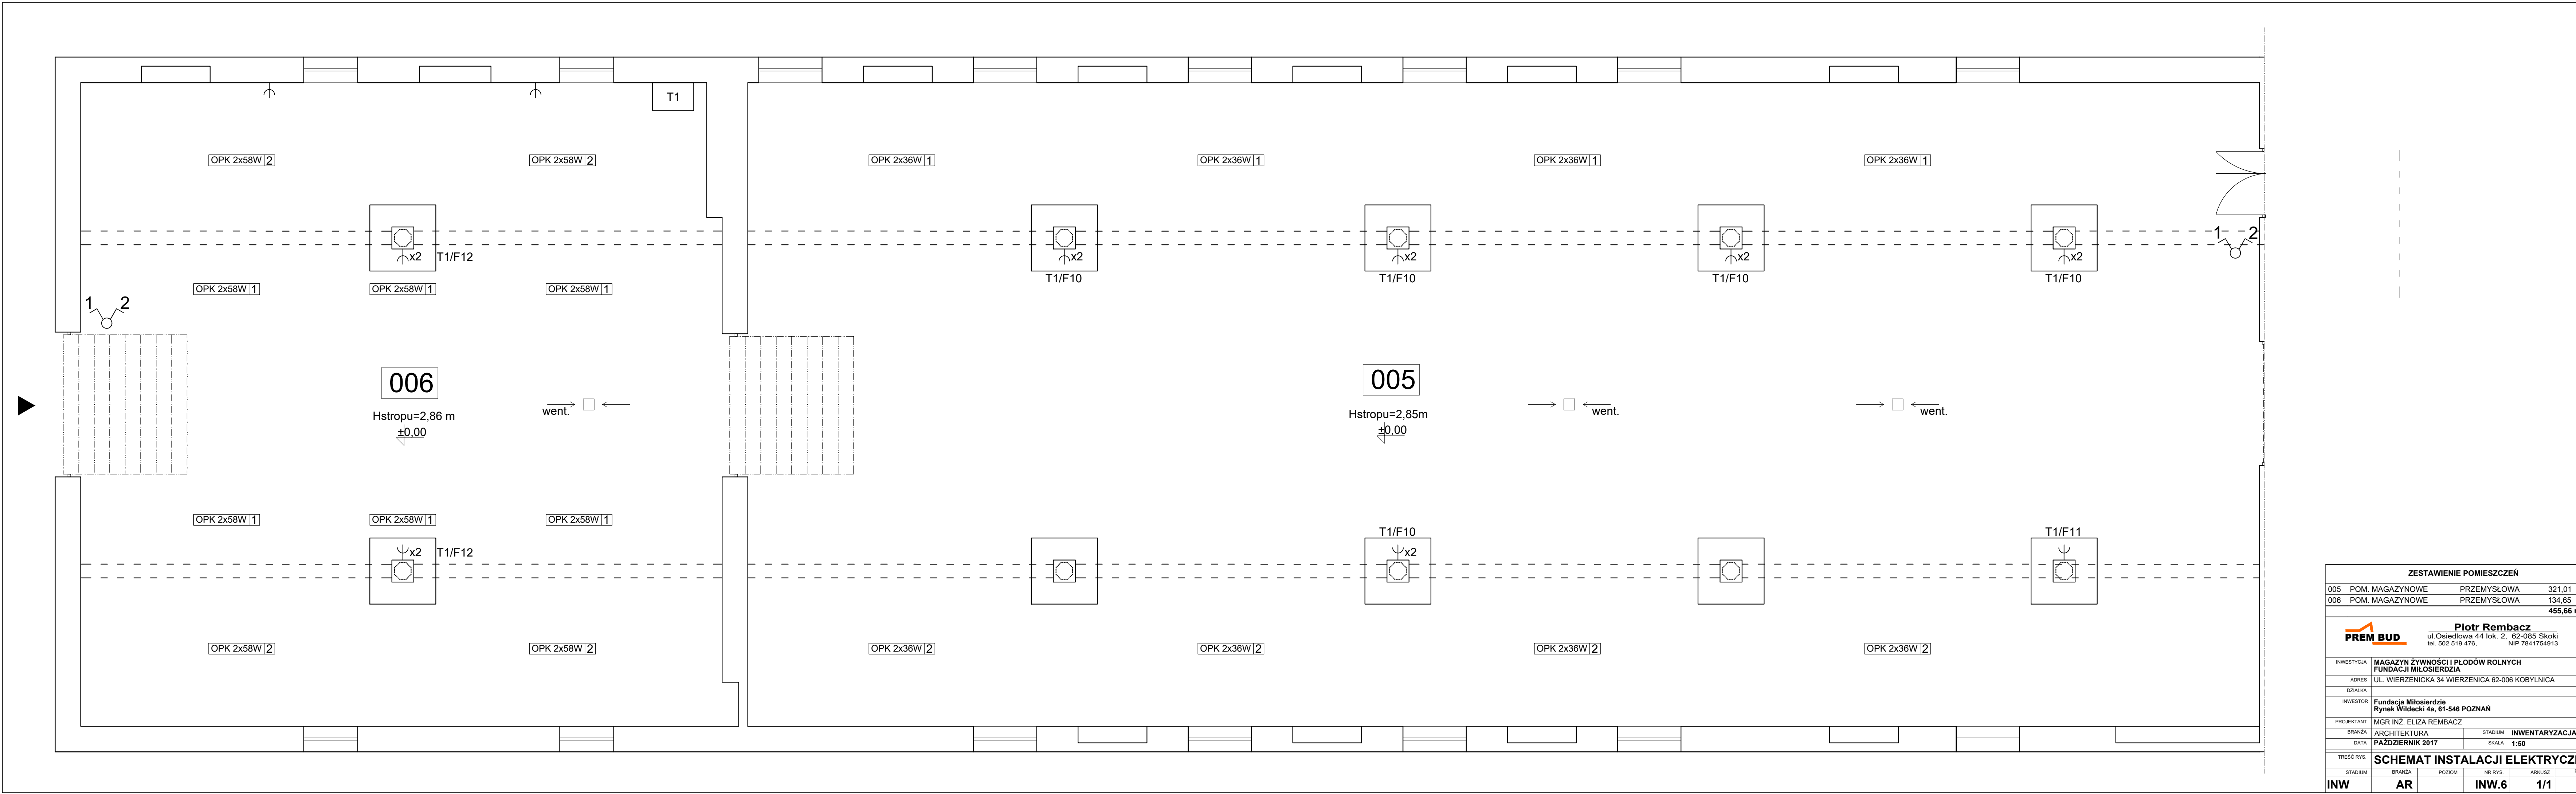 T1
OPK 2x58W 2
OPK 2x58W 2
OPK 2x36W 1
OPK 2x36W 1
OPK 2x36W 1
OPK 2x36W 1
x2 T1/F12
x2
T1/F10
x2
T1/F10
x2
T1/F10
x2
T1/F10
1 2
OPK 2x58W 1
OPK 2x58W 1
OPK 2x58W 1
1 2
006
Hstropu=2,86 m
±0,00
went.
005
Hstropu=2,85m
±0,00
went.
went.
OPK 2x58W 1
OPK 2x58W 1
OPK 2x58W 1
x2 T1/F12
T1/F10
x2
T1/F11
OPK 2x58W 2
OPK 2x58W 2
OPK 2x36W 2
OPK 2x36W 2
OPK 2x36W 2
OPK 2x36W 2
ZESTAWIENIE POMIESZCZEŃ
005 POM. MAGAZYNOWE PRZEMYSŁOWA 321,01
006 POM. MAGAZYNOWE PRZEMYSŁOWA 134,65
455,66
PREM BUD
Piotr Rembacz
ul.Osiedlowa 44 lok. 2, 62-085 Skoki
tel. 502 519 476, NIP 7841754913
INWESTYCJA MAGAZYN ŻYWNOŚCI I PŁODÓW ROLNYCH
FUNDACJI MIŁOSIERDZIA
ADRES UL. WIERZENICKA 34 WIERZENICA 62-006 KOBYLNICA
DZIAŁKA
INWESTOR Fundacja Miłosierdzie
Rynek Wildecki 4a, 61-546 POZNAŃ
PROJEKTANT MGR INŻ. ELIZA REMBACZ
BRANŻA ARCHITEKTURA STADIUM INWENTARYZACJA
DATA PAŹDZIERNIK 2017 SKALA 1:50
TREŚĆ RYS. SCHEMAT INSTALACJI ELEKTRYCZ
STADIUM BRANŻA POZIOM NR RYS. ARKUSZ
INW AR INW.6 1/1